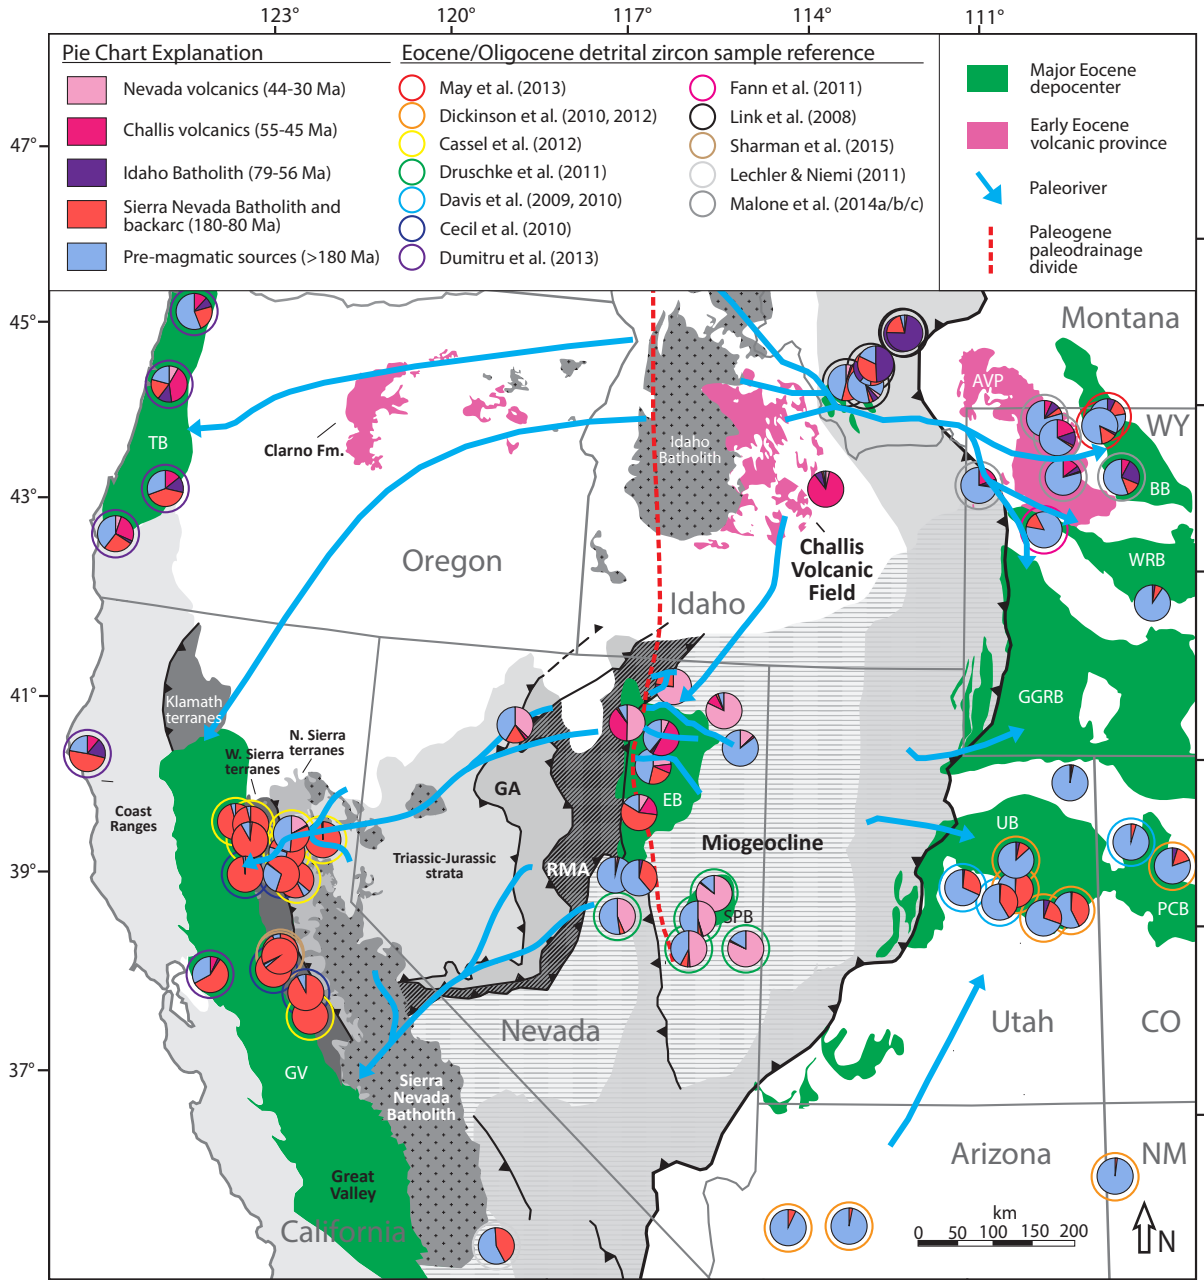 123°
120°
117°
114°
111°
Pie Chart Explanation
Nevada volcanics (44-30 Ma)
Challis volcanics (55-45 Ma)
Idaho Batholith (79-56 Ma)
Sierra Nevada Batholith and
backarc (180-80 Ma)
Pre-magmatic sources (>180 Ma)
Eocene/Oligocene detrital zircon sample reference
May et al. (2013)
Dickinson et al. (2010, 2012)
Cassel et al. (2012)
Druschke et al. (2011)
Davis et al. (2009, 2010)
Cecil et al. (2010)
Dumitru et al. (2013)
Fann et al. (2011)
Link et al. (2008)
Sharman et al. (2015)
Lechler & Niemi (2011)
Malone et al. (2014a/b/c)
Major Eocene
depocenter
Early Eocene
volcanic province
Paleoriver
Paleogene
paleodrainage
divide
47°
45°
43°
41°
39°
37°
Montana
AVP
WY
TB
Clarno Fm.
Idaho
Batholith
BB
Oregon
Challis
Volcanic
Field
WRB
Idaho
Klamath
terranes
GGRB
N. Sierra
terranes
W. Sierra
terranes
Coast
Ranges
GA
EB
UB
Miogeocline
Triassic-Jurassic
strata
RMA
SPB
PCB
Nevada
Utah
CO
GV
Sierra
Nevada
Batholith
Great
Valley
California
Arizona
NM
km
0 50 100 200
N